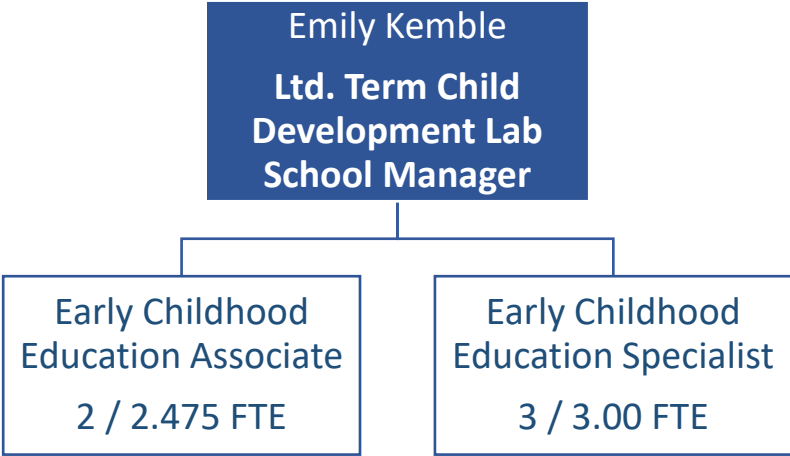 Emily Kemble
Ltd. Term Child
Development Lab
School Manager
Early Childhood
Education Associate
2 / 2.475 FTE
Early Childhood
Education Specialist
3 / 3.00 FTE